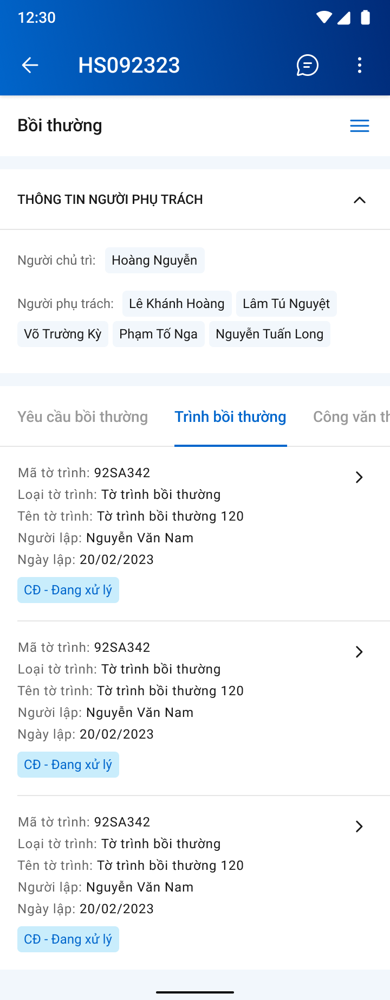 12:30
HS092323
Bồi thường
THÔNG TIN NGƯỜI PHỤ TRÁCH
Người chủ trì: Hoàng Nguyễn
Người phụ trách: Lê Khánh Hoàng Lâm Tú Nguyệt
Võ Trường Kỳ Phạm Tố Nga Nguyễn Tuấn Long
Yêu cầu bồi thường Trình bồi thường Công văn
Mã tờ trình: 92SA342
Loại tờ trình: Tờ trình bồi thường
Tên tờ trình: Tờ trình bồi thường 120
Người lập: Nguyễn Văn Nam
Ngày lập: 20/02/2023
CĐ - Đang xử lý
Mã tờ trình: 92SA342
Loại tờ trình: Tờ trình bồi thường
Tên tờ trình: Tờ trình bồi thường 120
Người lập: Nguyễn Văn Nam
Ngày lập: 20/02/2023
CĐ - Đang xử lý
Mã tờ trình: 92SA342
Loại tờ trình: Tờ trình bồi thường
Tên tờ trình: Tờ trình bồi thường 120
Người lập: Nguyễn Văn Nam
Ngày lập: 20/02/2023
CĐ - Đang xử lý